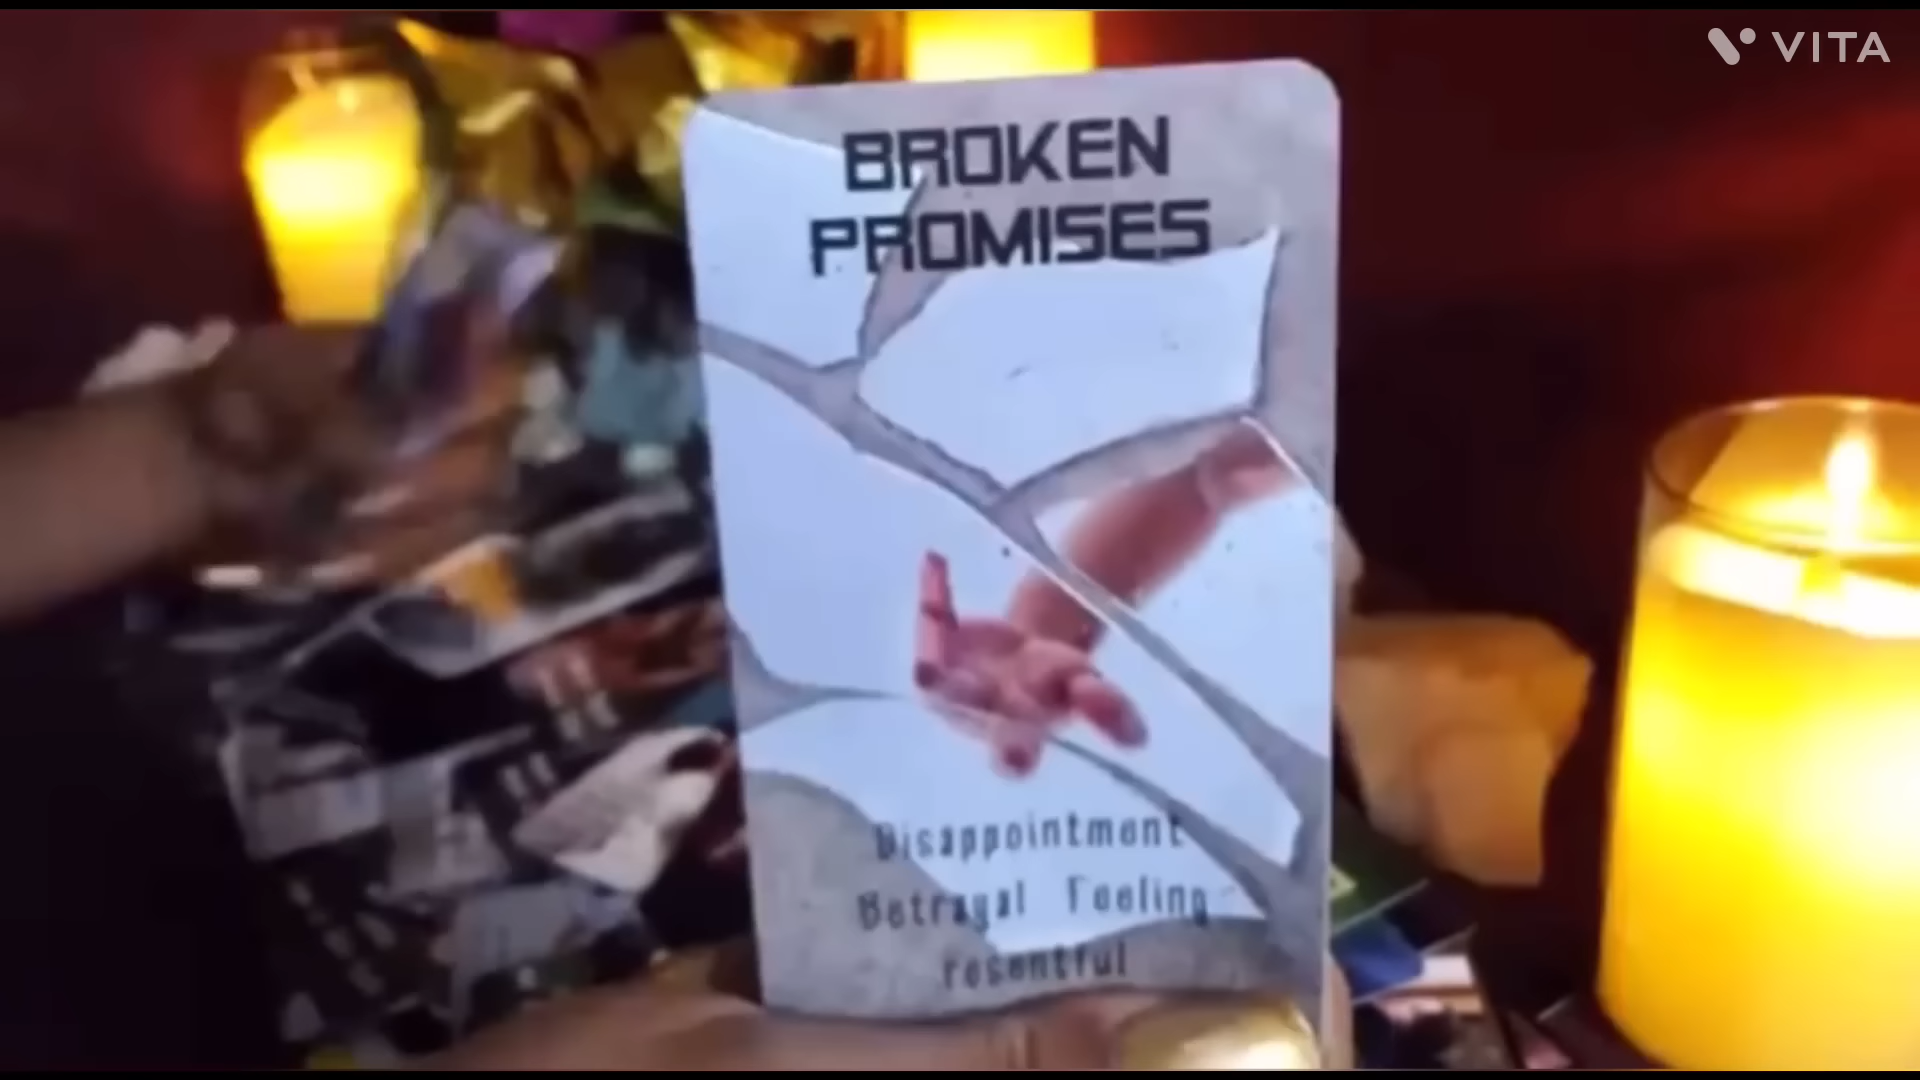 VITA
BROKEN
PROMISES
Disappointment
Betrayal Feeling
resentful